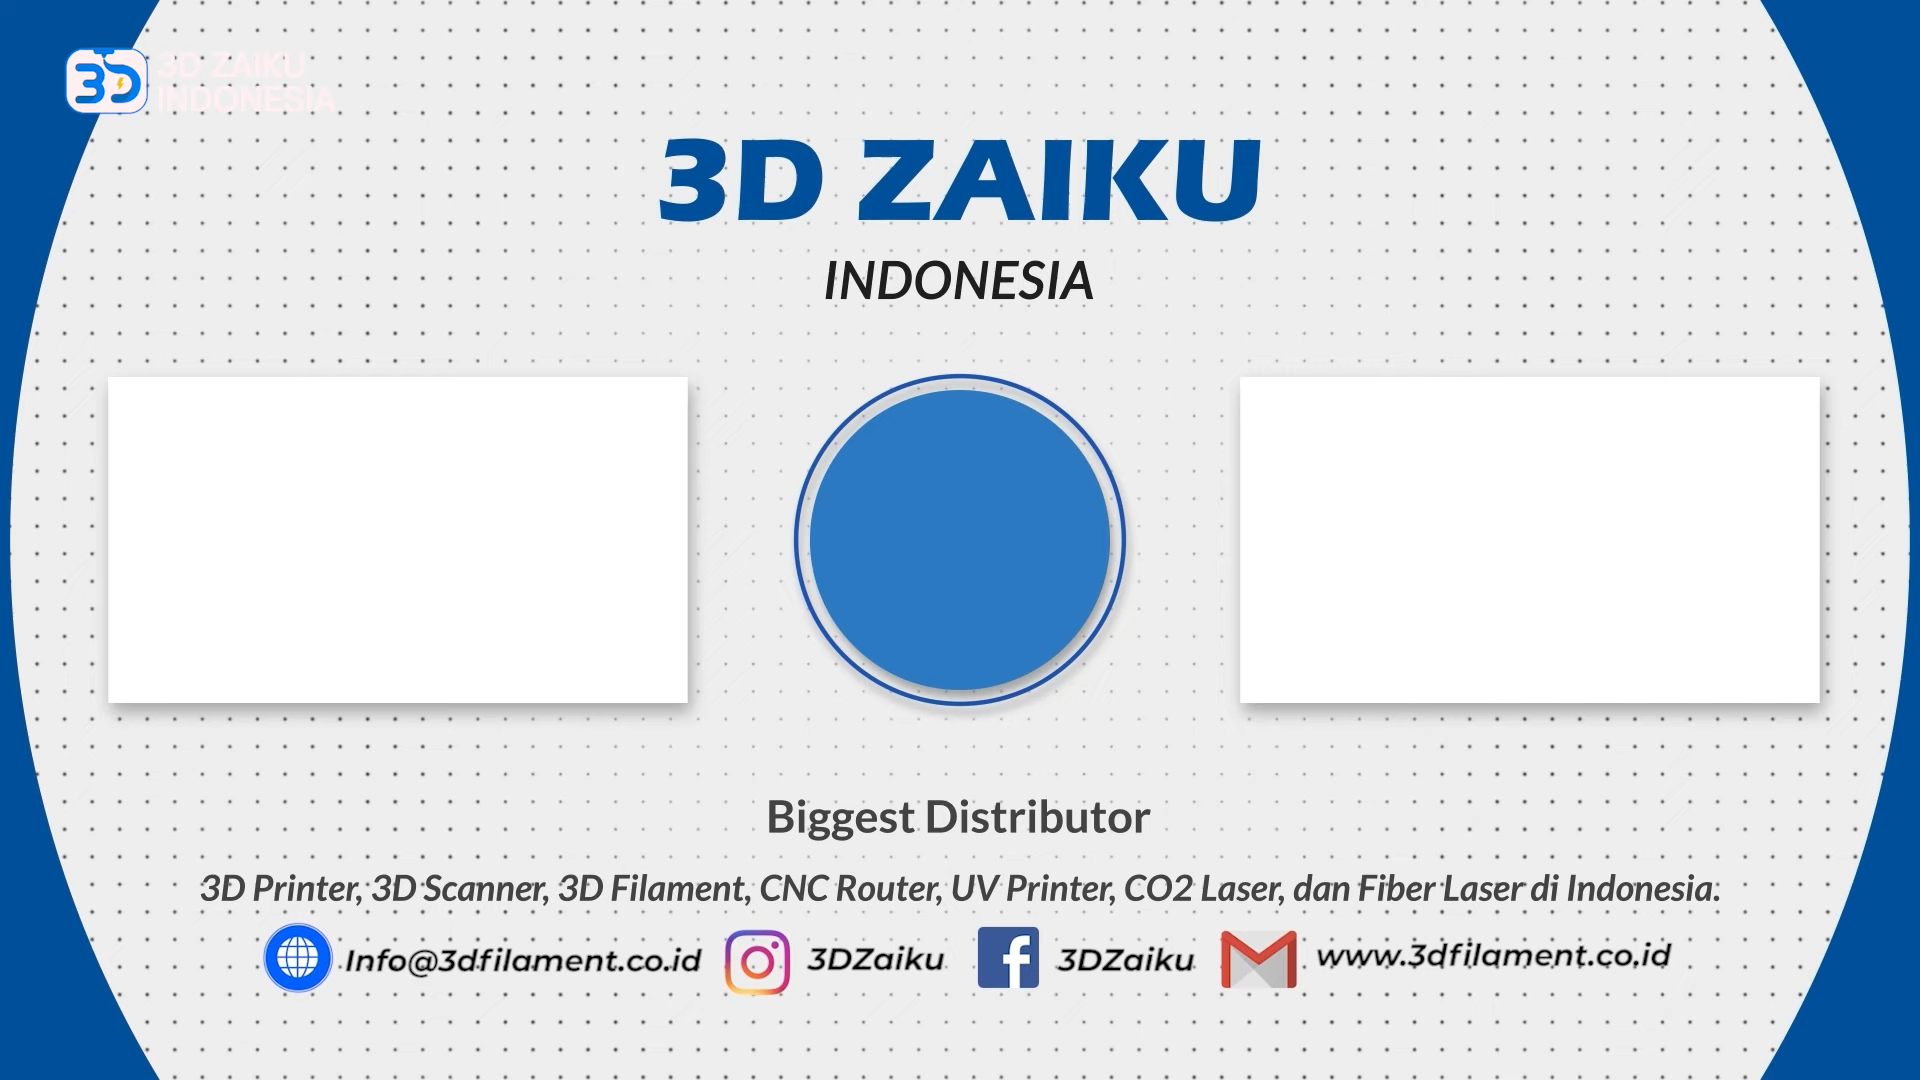 3D ZAIKU
INDONESIA
3D ZAIKU
INDONESIA
Biggest Distributor
3D Printer, 3D Scanner, 3D Filament, CNC Router, UV Printer, CO2 Laser, dan Fiber Laser di Indonesia.
Info@3dfilament.co.id 3DZaiku 3DZaiku www.3dfilament.co.id